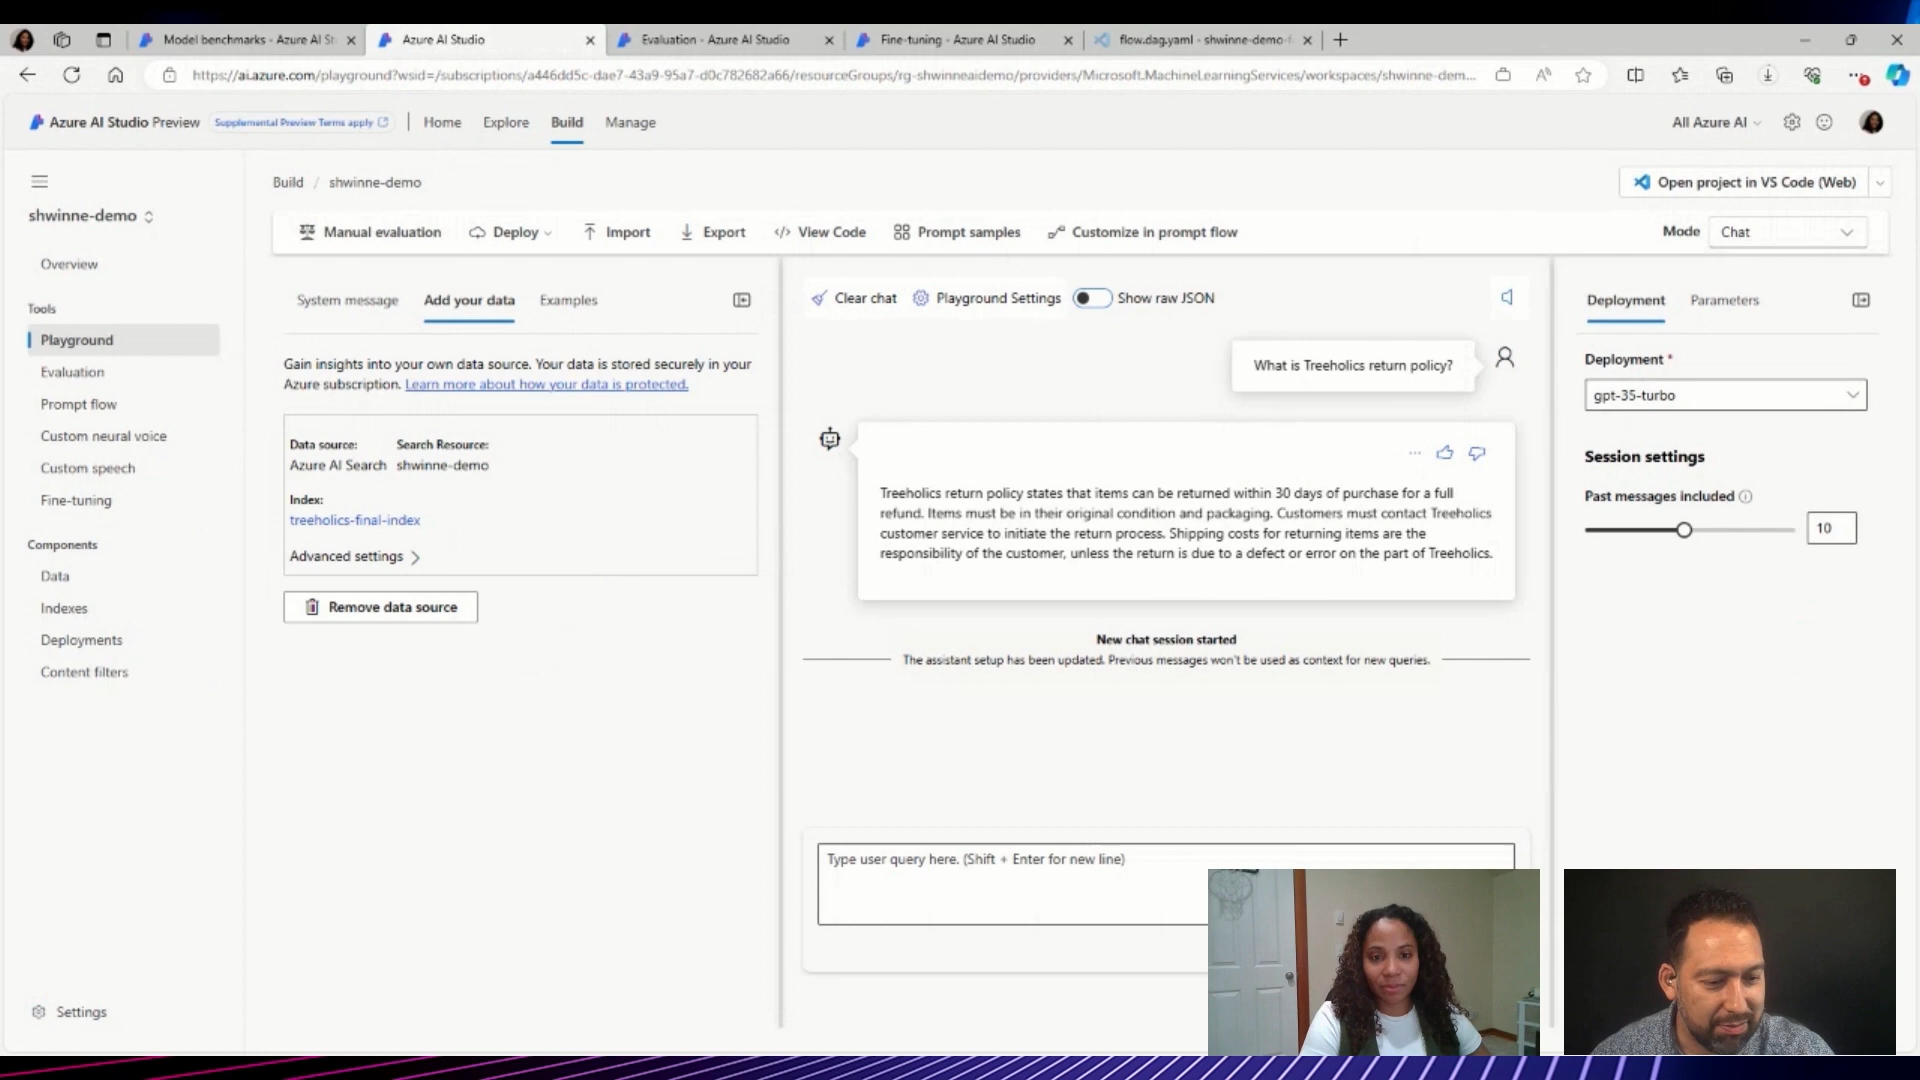 Model benchmarks - Azure AI St
Azure AI Studio
Evaluation - Azure AI Studio
Fine-tuning - Azure AI Studio
flow.dag.yaml - shwinne-demo-f
https://ai.azure.com/playground?wsid=/subscriptions/a446dd5c-dae7-43a9-95a7-d0c782682a66/resourceGroups/rg-shwinneaidemo/providers/Microsoft.MachineLearningServices/workspaces/shwinne-dem...
Azure AI Studio Preview
Supplemental Preview Terms apply
Home
Explore
Build
Manage
All Azure AI
shwinne-demo
Overview
Tools
Playground
Evaluation
Prompt flow
Custom neural voice
Custom speech
Fine-tuning
Components
Data
Indexes
Deployments
Content filters
Settings
Build / shwinne-demo
Open project in VS Code (Web)
Manual evaluation
Deploy
Import
Export
View Code
Prompt samples
Customize in prompt flow
Mode
Chat
System message
Add your data
Examples
Gain insights into your own data source. Your data is stored securely in your
Azure subscription. Learn more about how your data is protected.
Data source: Search Resource:
Azure AI Search shwinne-demo
Index:
treeholics-final-index
Advanced settings
Remove data source
Clear chat
Playground Settings
Show raw JSON
What is Treeholics return policy?
Treeholics return policy states that items can be returned within 30 days of purchase for a full
refund. Items must be in their original condition and packaging. Customers must contact Treeholics
customer service to initiate the return process. Shipping costs for returning items are the
responsibility of the customer, unless the return is due to a defect or error on the part of Treeholics.
New chat session started
The assistant setup has been updated. Previous messages won't be used as context for new queries.
Type user query here. (Shift + Enter for new line)
Deployment
Parameters
Deployment *
gpt-35-turbo
Session settings
Past messages included
10